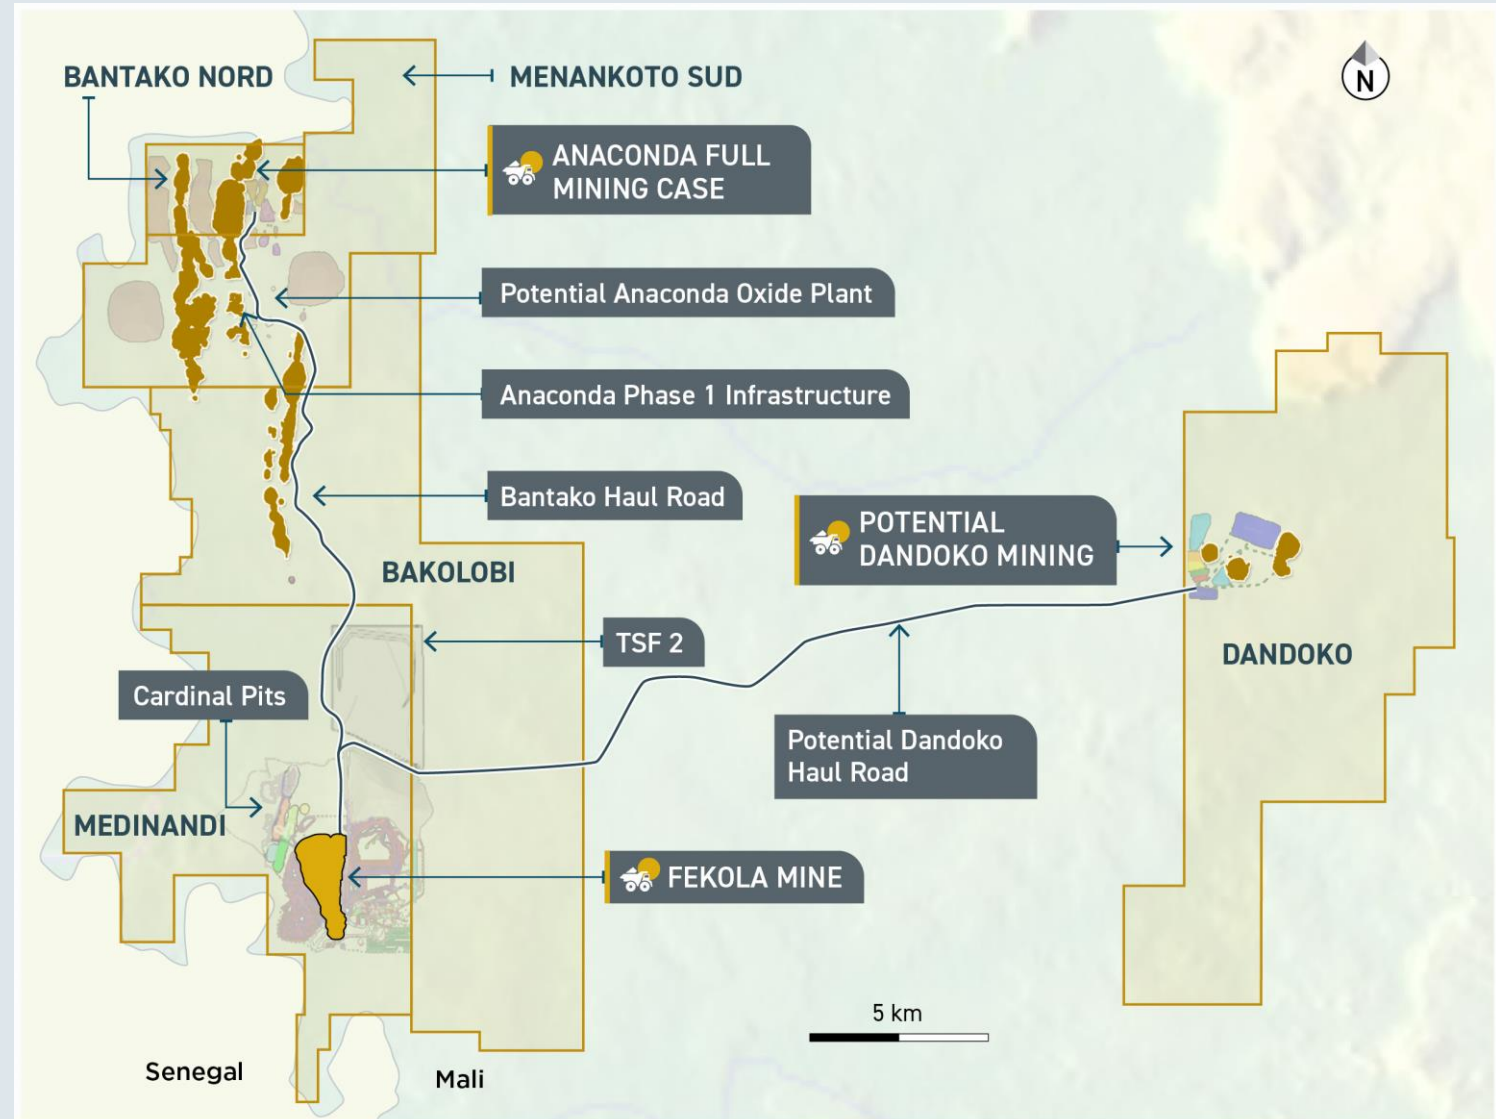 BANTAKO NORD
MENANKOTO SUD
N
ANACONDA FULL
MINING CASE
Potential Anaconda Oxide Plant
Anaconda Phase 1 Infrastructure
Bantako Haul Road
POTENTIAL
DANDOKO MINING
BAKOLOBI
TSF 2
DANDOKO
Cardinal Pits
Potential Dandoko
Haul Road
MEDINANDI
FEKOLA MINE
5 km
Senegal
Mali